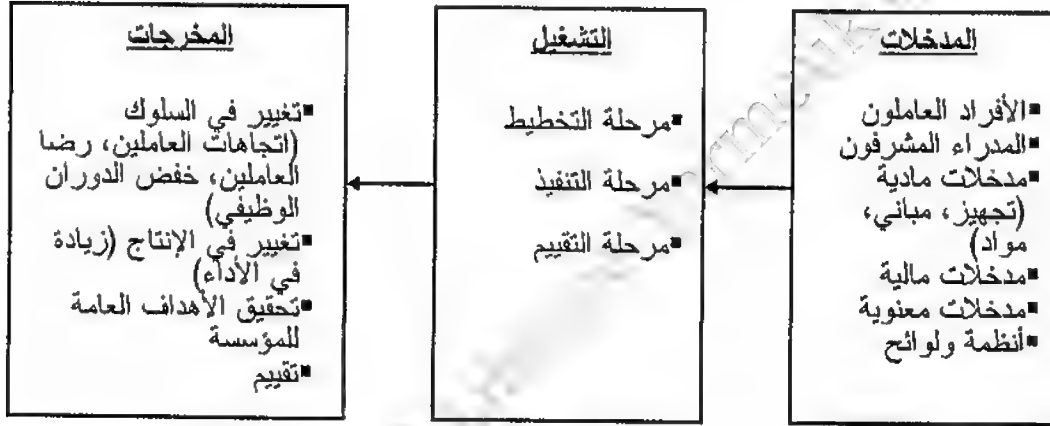 المدخلات
▪الأفراد العاملون
▪المدراء المشرفون
▪مدخلات مادية
(تجهيز، مباني،
مواد)
▪مدخلات مالية
▪مدخلات معنوية
▪أنظمة ولوائح
التشغيل
▪مرحلة التخطيط
▪مرحلة التنفيذ
▪مرحلة التقييم
المخرجات
▪تغيير في السلوك
(اتجاهات العاملين، رضا
العاملين، خفض الدوران
الوظيفي)
▪تغيير في الإنتاج (زيادة
في الأداء)
▪تحقيق الأهداف العامة
للمؤسسة
▪تقييم